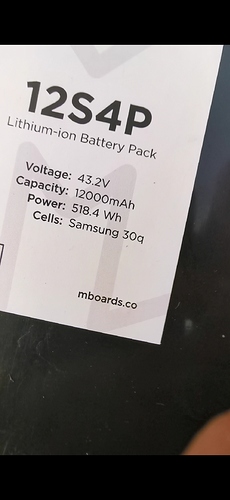 12S4P
Lithium-ion Battery Pack
Voltage: 43.2V
Capacity: 12000mAh
Power: 518.4 Wh
Cells: Samsung 30q
mboards.co